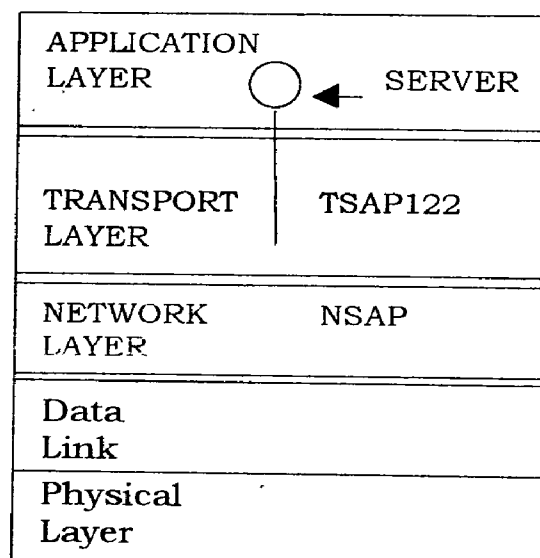 APPLICATION
LAYER
SERVER
TRANSPORT
LAYER
TSAP122
NETWORK
LAYER
NSAP
Data
Link
Physical
Layer